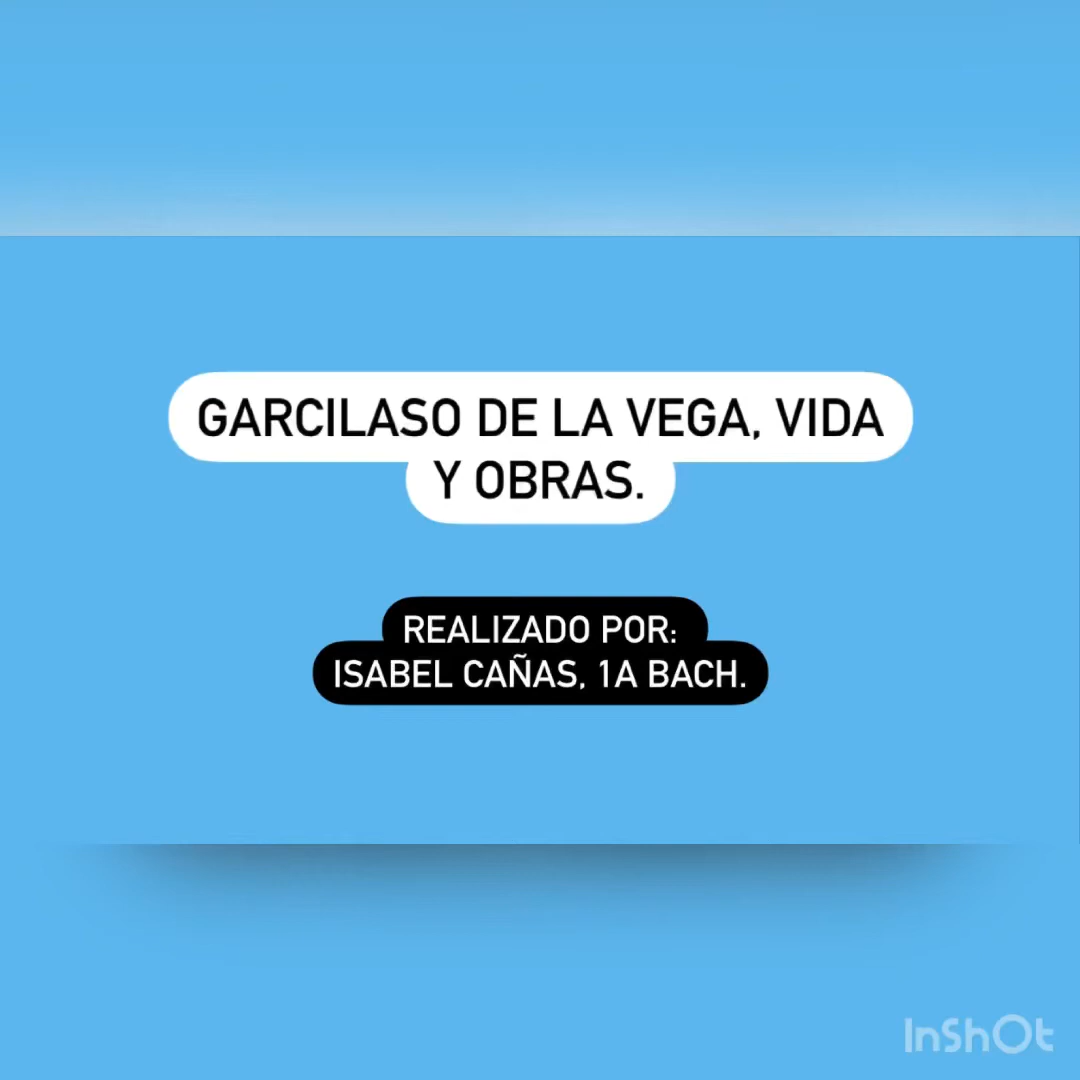 GARCILASO DE LA VEGA, VIDA
Y OBRAS.
REALIZADO POR:
ISABEL CAÑAS, 1A BACH.
InShOt